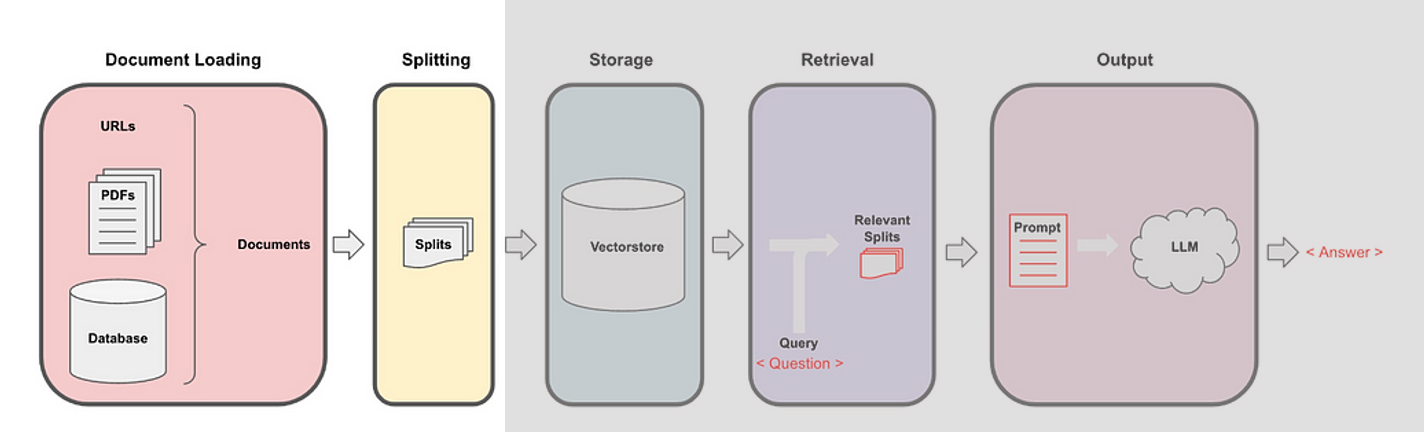 Document Loading
Splitting
Storage
Retrieval
Output
URLs
PDFs
Documents
Database
Splits
Vectorstore
Relevant
Splits
Query
< Question >
Prompt
LLM
< Answer >